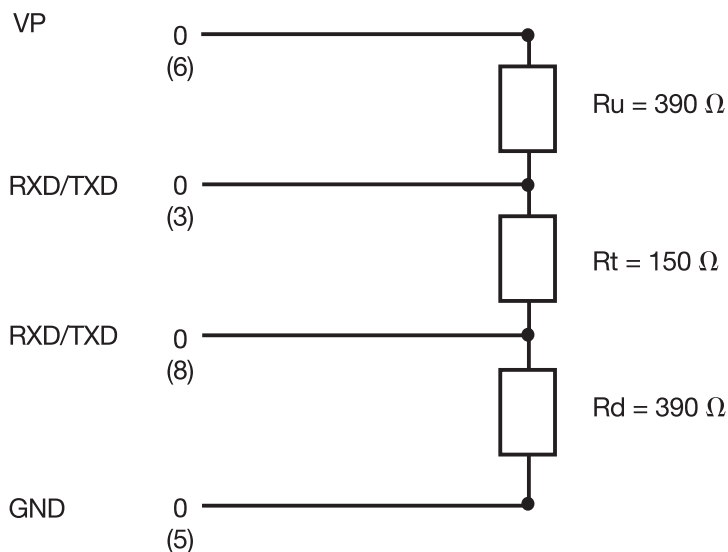 VP 0
(6)
Ru = 390 Ω
RXD/TXD 0
(3)
Rt = 150 Ω
RXD/TXD 0
(8)
Rd = 390 Ω
GND 0
(5)